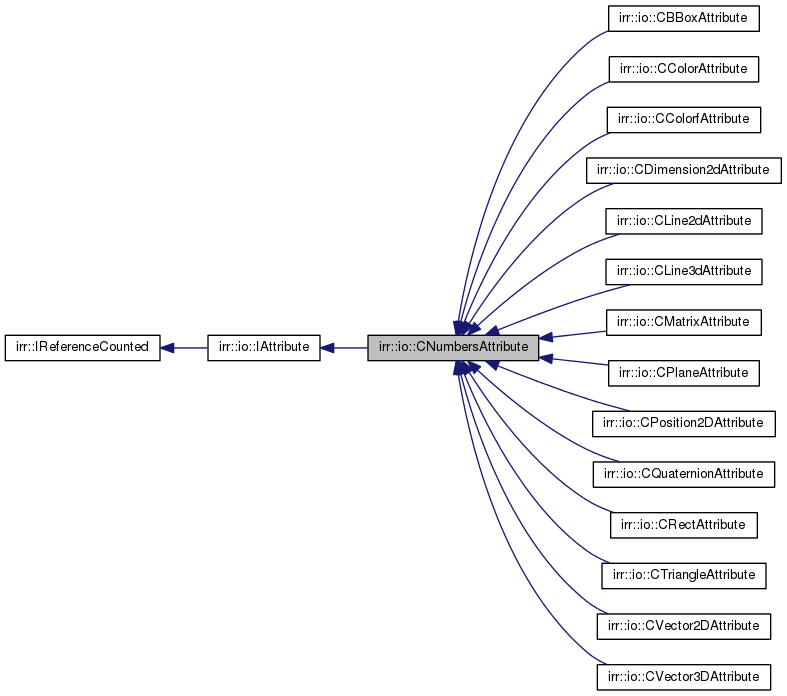 irr::io::CBBoxAttribute
irr::io::CColorAttribute
irr::io::CColorfAttribute
irr::io::CDimension2dAttribute
irr::io::CLine2dAttribute
irr::io::CLine3dAttribute
irr::io::CMatrixAttribute
irr::IReferenceCounted
irr::io::IAttribute
irr::io::CNumbersAttribute
irr::io::CPlaneAttribute
irr::io::CPosition2DAttribute
irr::io::CQuaternionAttribute
irr::io::CRectAttribute
irr::io::CTriangleAttribute
irr::io::CVector2DAttribute
irr::io::CVector3DAttribute